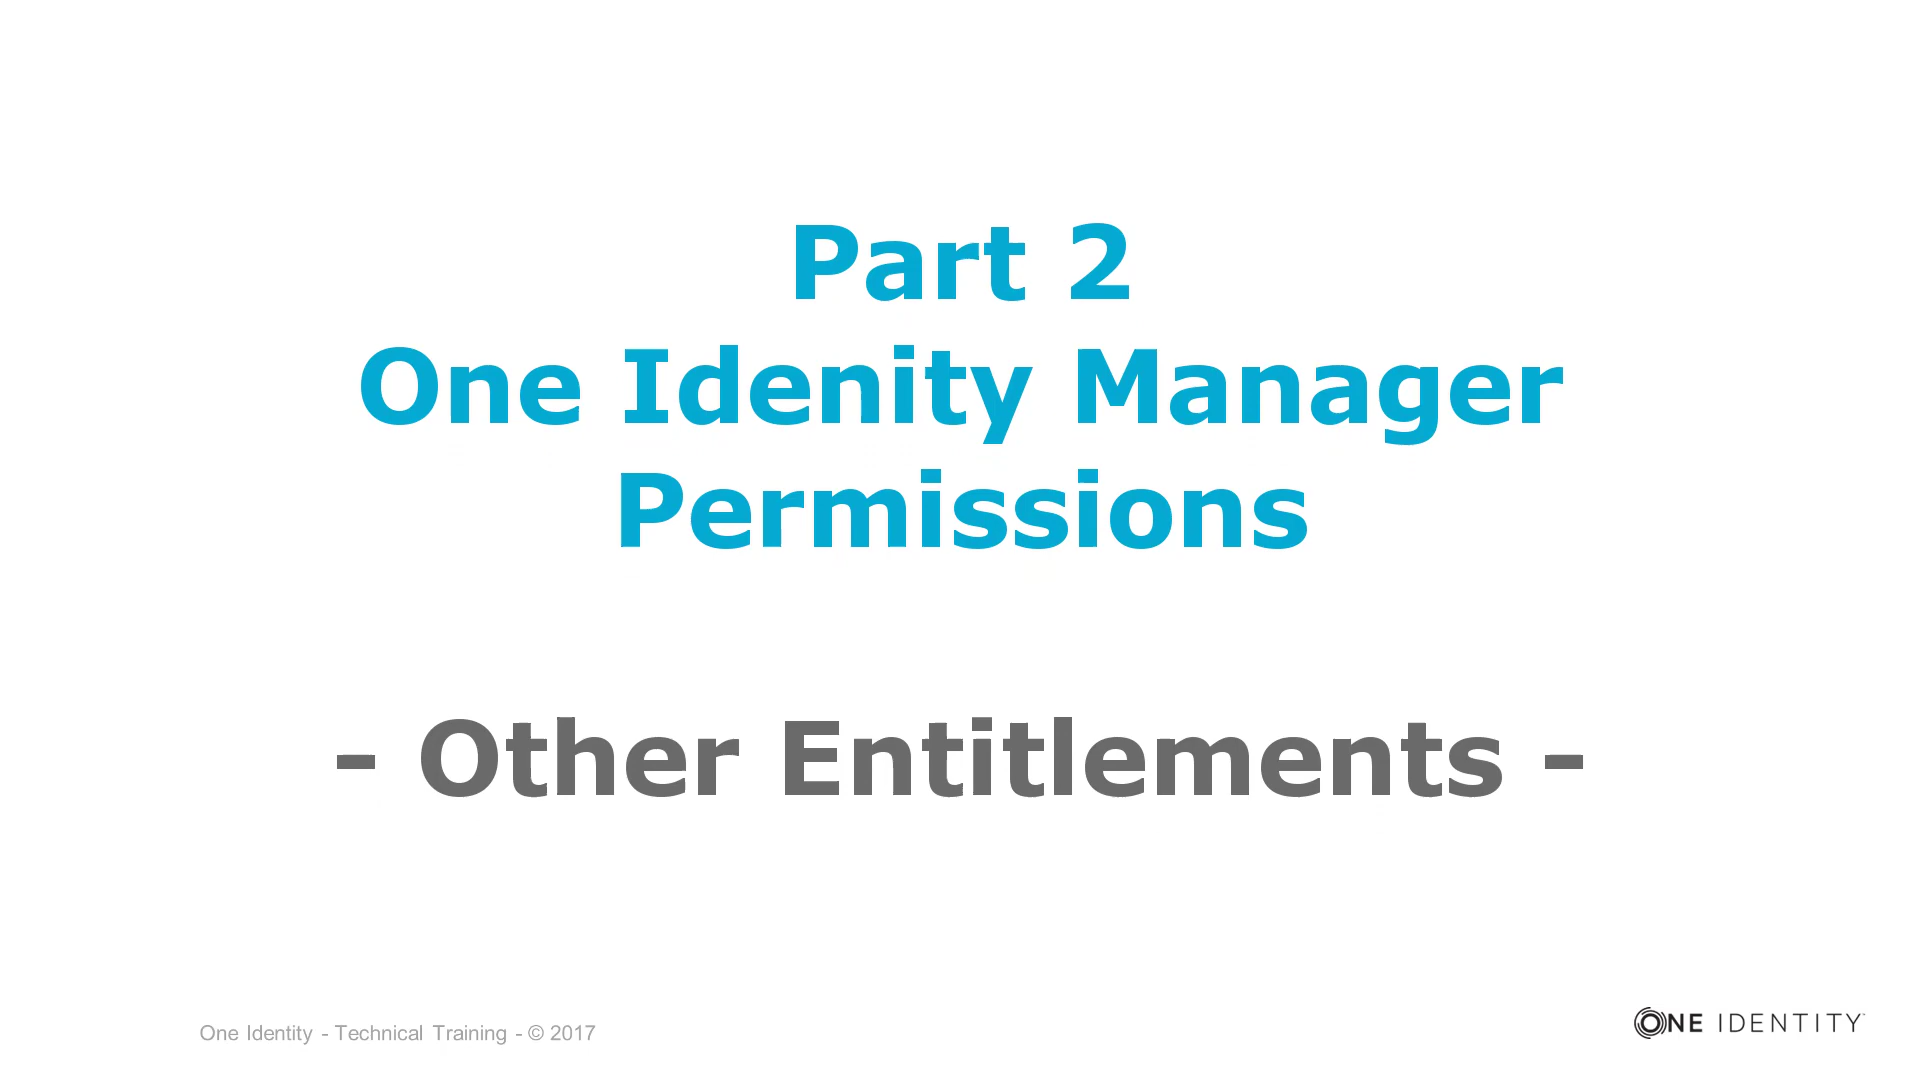 Part 2
One Idenity Manager
Permissions
- Other Entitlements -
One Identity - Technical Training - © 2017
ONE IDENTITY